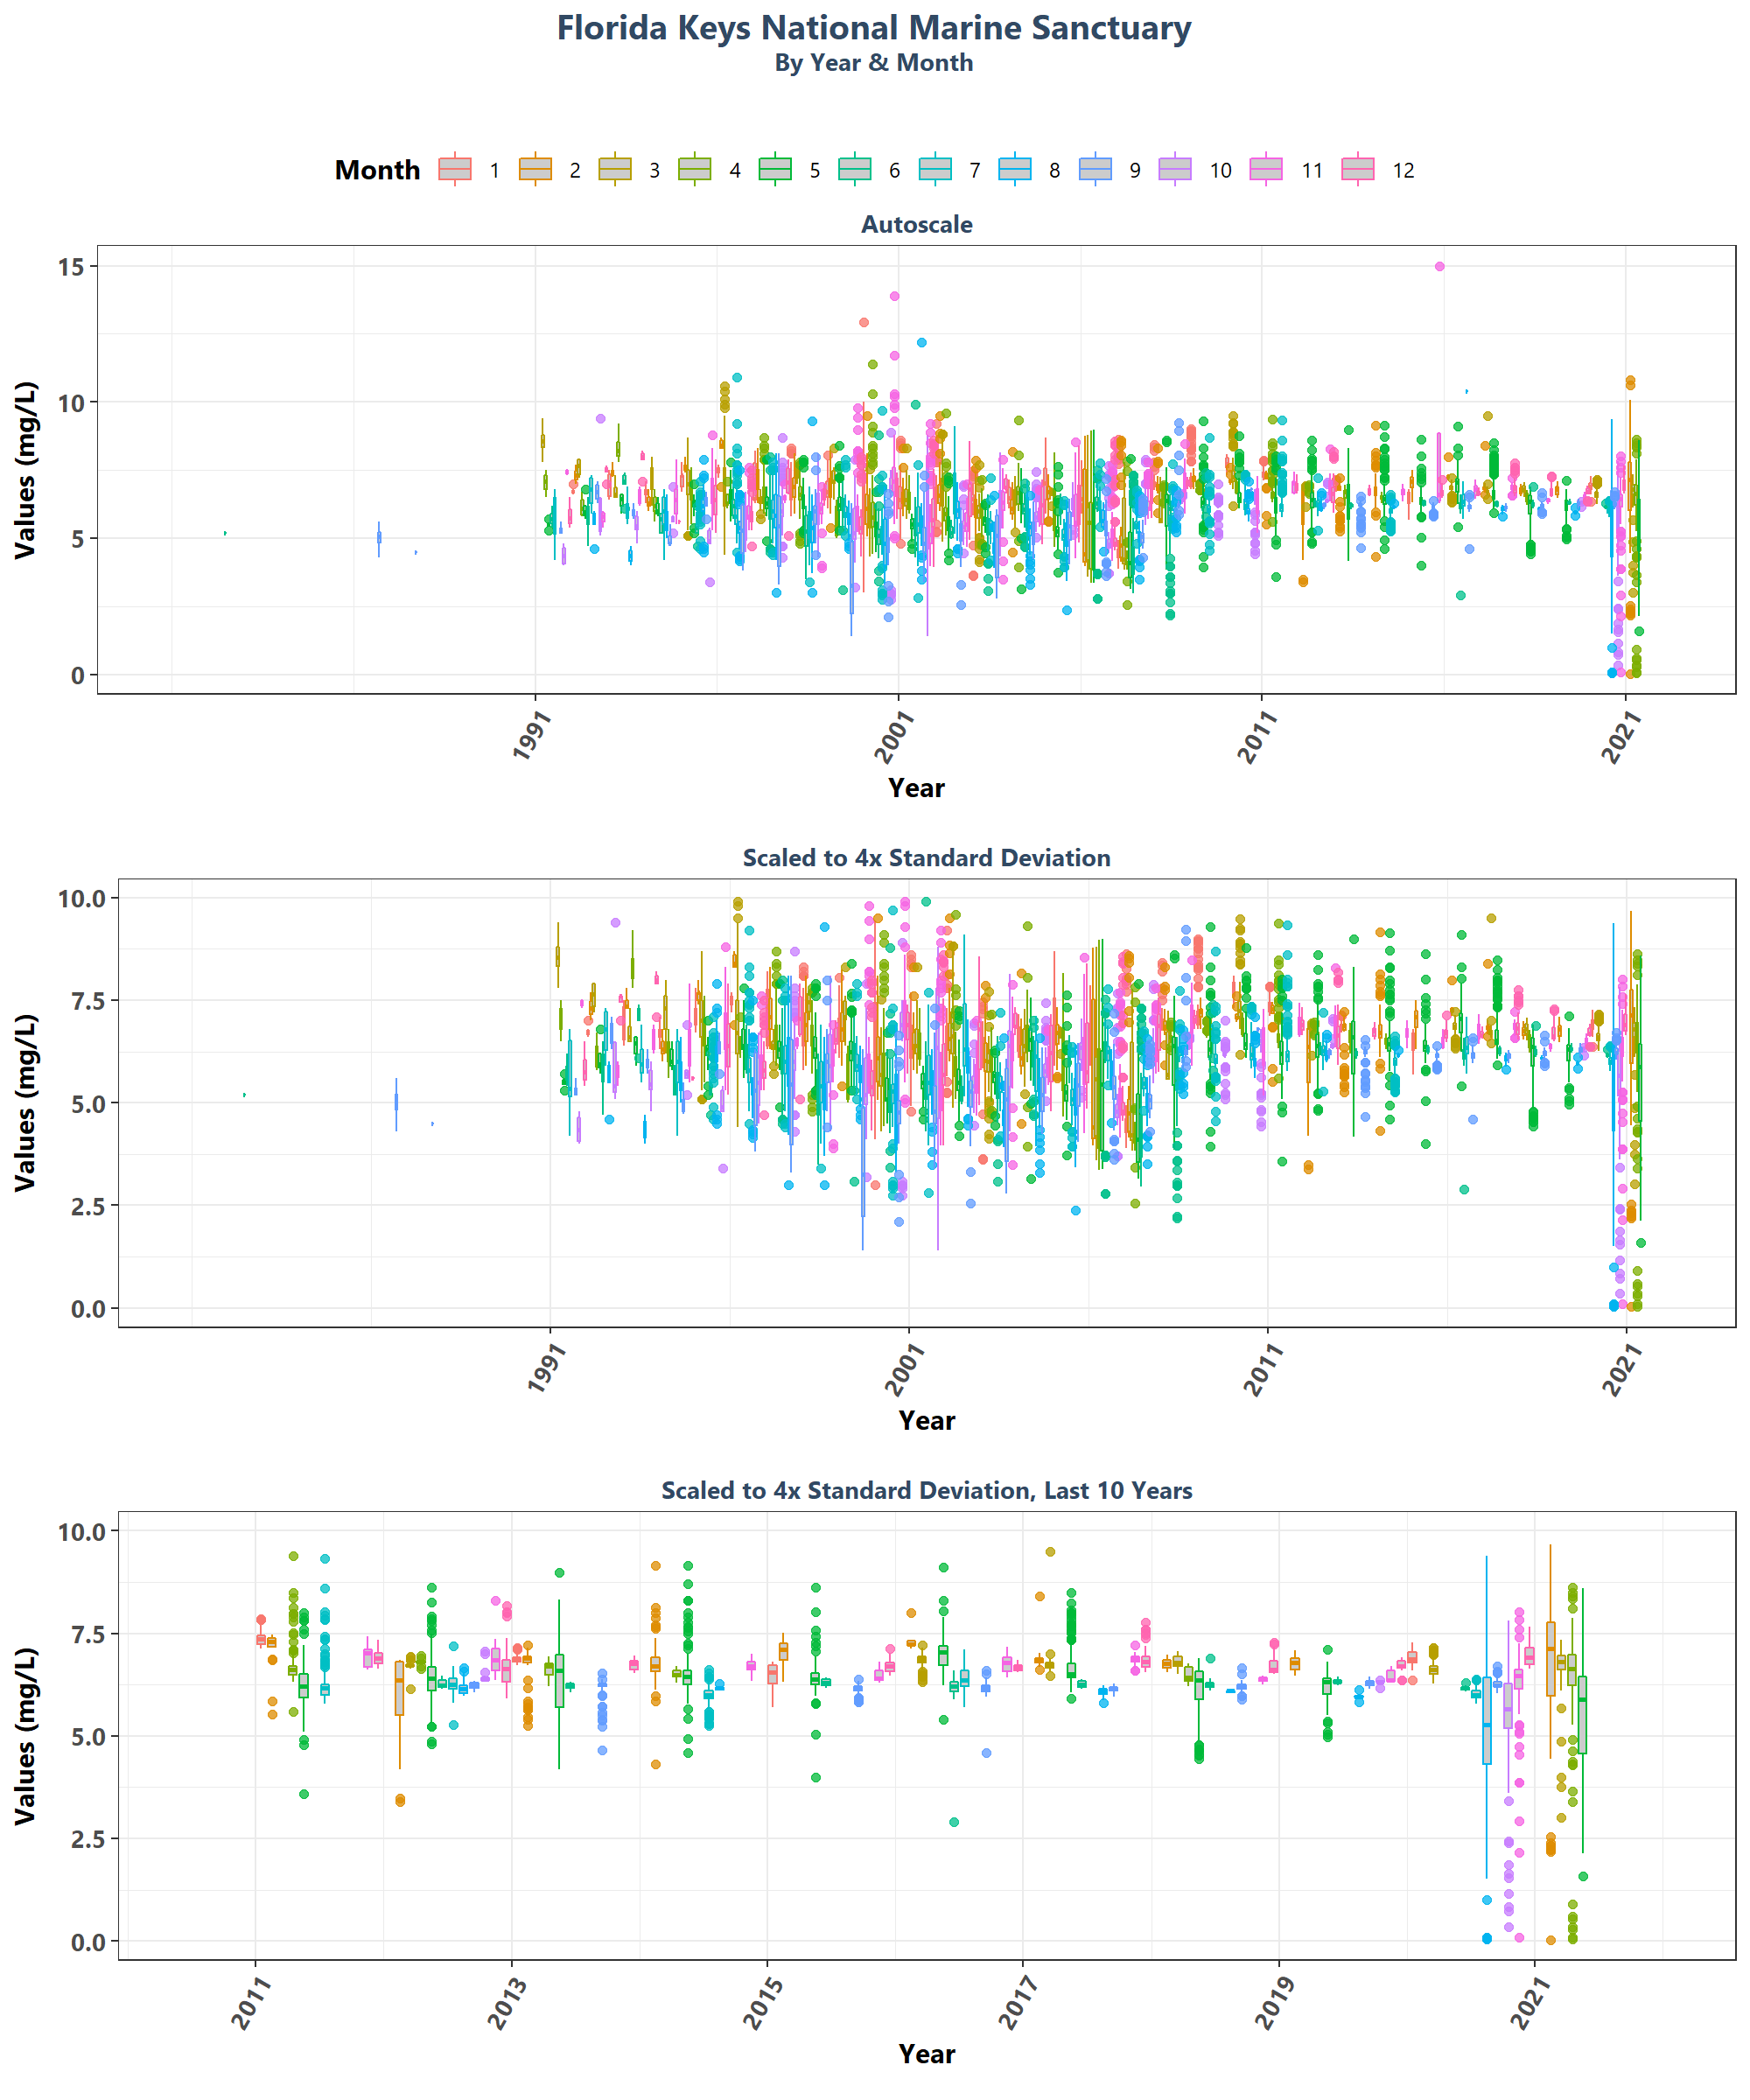 Florida Keys National Marine Sanctuary
By Year & Month
Month 1 2 3 4 5 6 7 8 9 10 11 12
Autoscale
Values (mg/L)
15
10
5
0
1991 2001 2011 2021
Year
Scaled to 4x Standard Deviation
Values (mg/L)
10.0
7.5
5.0
2.5
0.0
1991 2001 2011 2021
Year
Scaled to 4x Standard Deviation, Last 10 Years
Values (mg/L)
10.0
7.5
5.0
2.5
0.0
2011 2013 2015 2017 2019 2021
Year